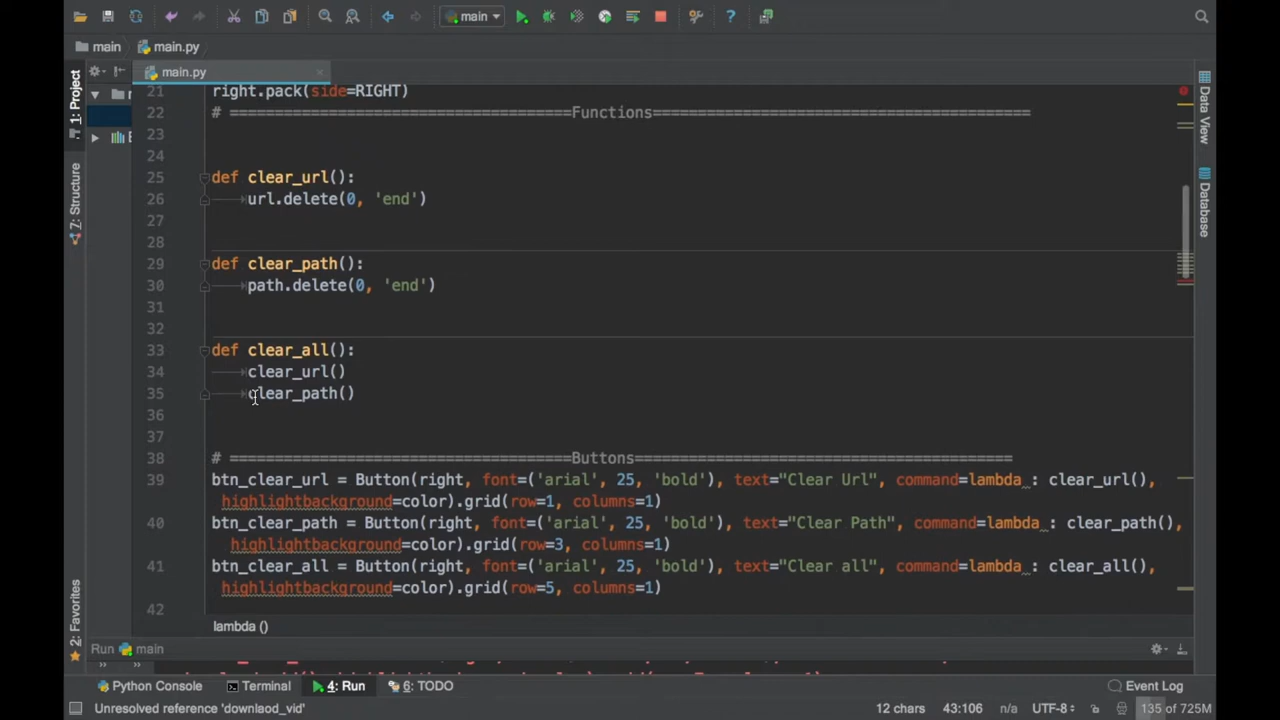 main
main main.py
main.py
1: Project
7: Structure
2: Favorites
Data View
Database
21 right.pack(side=RIGHT)
22 # ======================================Functions==========================================
23
24
25 def clear_url():
26 url.delete(0, 'end')
27
28
29 def clear_path():
30 path.delete(0, 'end')
31
32
33 def clear_all():
34 clear_url()
35 clear_path()
36
37
38 # ======================================Buttons==========================================
39 btn_clear_url = Button(right, font=('arial', 25, 'bold'), text="Clear Url", command=lambda : clear_url(),
highlightbackground=color).grid(row=1, columns=1)
40 btn_clear_path = Button(right, font=('arial', 25, 'bold'), text="Clear Path", command=lambda : clear_path(),
highlightbackground=color).grid(row=3, columns=1)
41 btn_clear_all = Button(right, font=('arial', 25, 'bold'), text="Clear all", command=lambda : clear_all(),
highlightbackground=color).grid(row=5, columns=1)
42
lambda ()
Run main
Python Console Terminal 4: Run 6: TODO Event Log
Unresolved reference 'downlaod_vid' 12 chars 43:106 n/a UTF-8 135 of 725M